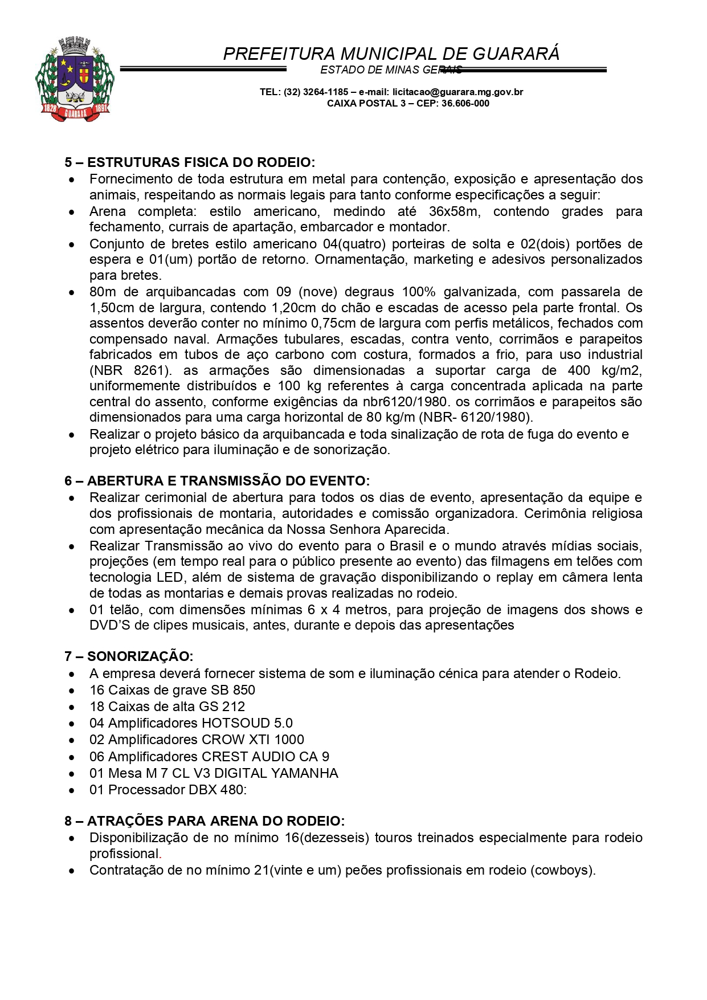 PREFEITURA MUNICIPAL DE GUARARÁ
ESTADO DE MINAS GERAIS
TEL: (32) 3264-1185 – e-mail: licitacao@guarara.mg.gov.br
CAIXA POSTAL 3 – CEP: 36.606-000
1828 GUARARÁ 1891
5 – ESTRUTURAS FISICA DO RODEIO:
• Fornecimento de toda estrutura em metal para contenção, exposição e apresentação dos
animais, respeitando as normais legais para tanto conforme especificações a seguir:
• Arena completa: estilo americano, medindo até 36x58m, contendo grades para
fechamento, currais de apartação, embarcador e montador.
• Conjunto de bretes estilo americano 04(quatro) porteiras de solta e 02(dois) portões de
espera e 01(um) portão de retorno. Ornamentação, marketing e adesivos personalizados
para bretes.
• 80m de arquibancadas com 09 (nove) degraus 100% galvanizada, com passarela de
1,50cm de largura, contendo 1,20cm do chão e escadas de acesso pela parte frontal. Os
assentos deverão conter no mínimo 0,75cm de largura com perfis metálicos, fechados com
compensado naval. Armações tubulares, escadas, contra vento, corrimãos e parapeitos
fabricados em tubos de aço carbono com costura, formados a frio, para uso industrial
(NBR 8261). as armações são dimensionadas a suportar carga de 400 kg/m2,
uniformemente distribuídos e 100 kg referentes à carga concentrada aplicada na parte
central do assento, conforme exigências da nbr6120/1980. os corrimãos e parapeitos são
dimensionados para uma carga horizontal de 80 kg/m (NBR- 6120/1980).
• Realizar o projeto básico da arquibancada e toda sinalização de rota de fuga do evento e
projeto elétrico para iluminação e de sonorização.
6 – ABERTURA E TRANSMISSÃO DO EVENTO:
• Realizar cerimonial de abertura para todos os dias de evento, apresentação da equipe e
dos profissionais de montaria, autoridades e comissão organizadora. Cerimônia religiosa
com apresentação mecânica da Nossa Senhora Aparecida.
• Realizar Transmissão ao vivo do evento para o Brasil e o mundo através mídias sociais,
projeções (em tempo real para o público presente ao evento) das filmagens em telões com
tecnologia LED, além de sistema de gravação disponibilizando o replay em câmera lenta
de todas as montarias e demais provas realizadas no rodeio.
• 01 telão, com dimensões mínimas 6 x 4 metros, para projeção de imagens dos shows e
DVD’S de clipes musicais, antes, durante e depois das apresentações
7 – SONORIZAÇÃO:
• A empresa deverá fornecer sistema de som e iluminação cénica para atender o Rodeio.
• 16 Caixas de grave SB 850
• 18 Caixas de alta GS 212
• 04 Amplificadores HOTSOUD 5.0
• 02 Amplificadores CROW XTI 1000
• 06 Amplificadores CREST AUDIO CA 9
• 01 Mesa M 7 CL V3 DIGITAL YAMANHA
• 01 Processador DBX 480:
8 – ATRAÇÕES PARA ARENA DO RODEIO:
• Disponibilização de no mínimo 16(dezesseis) touros treinados especialmente para rodeio
profissional.
• Contratação de no mínimo 21(vinte e um) peões profissionais em rodeio (cowboys).